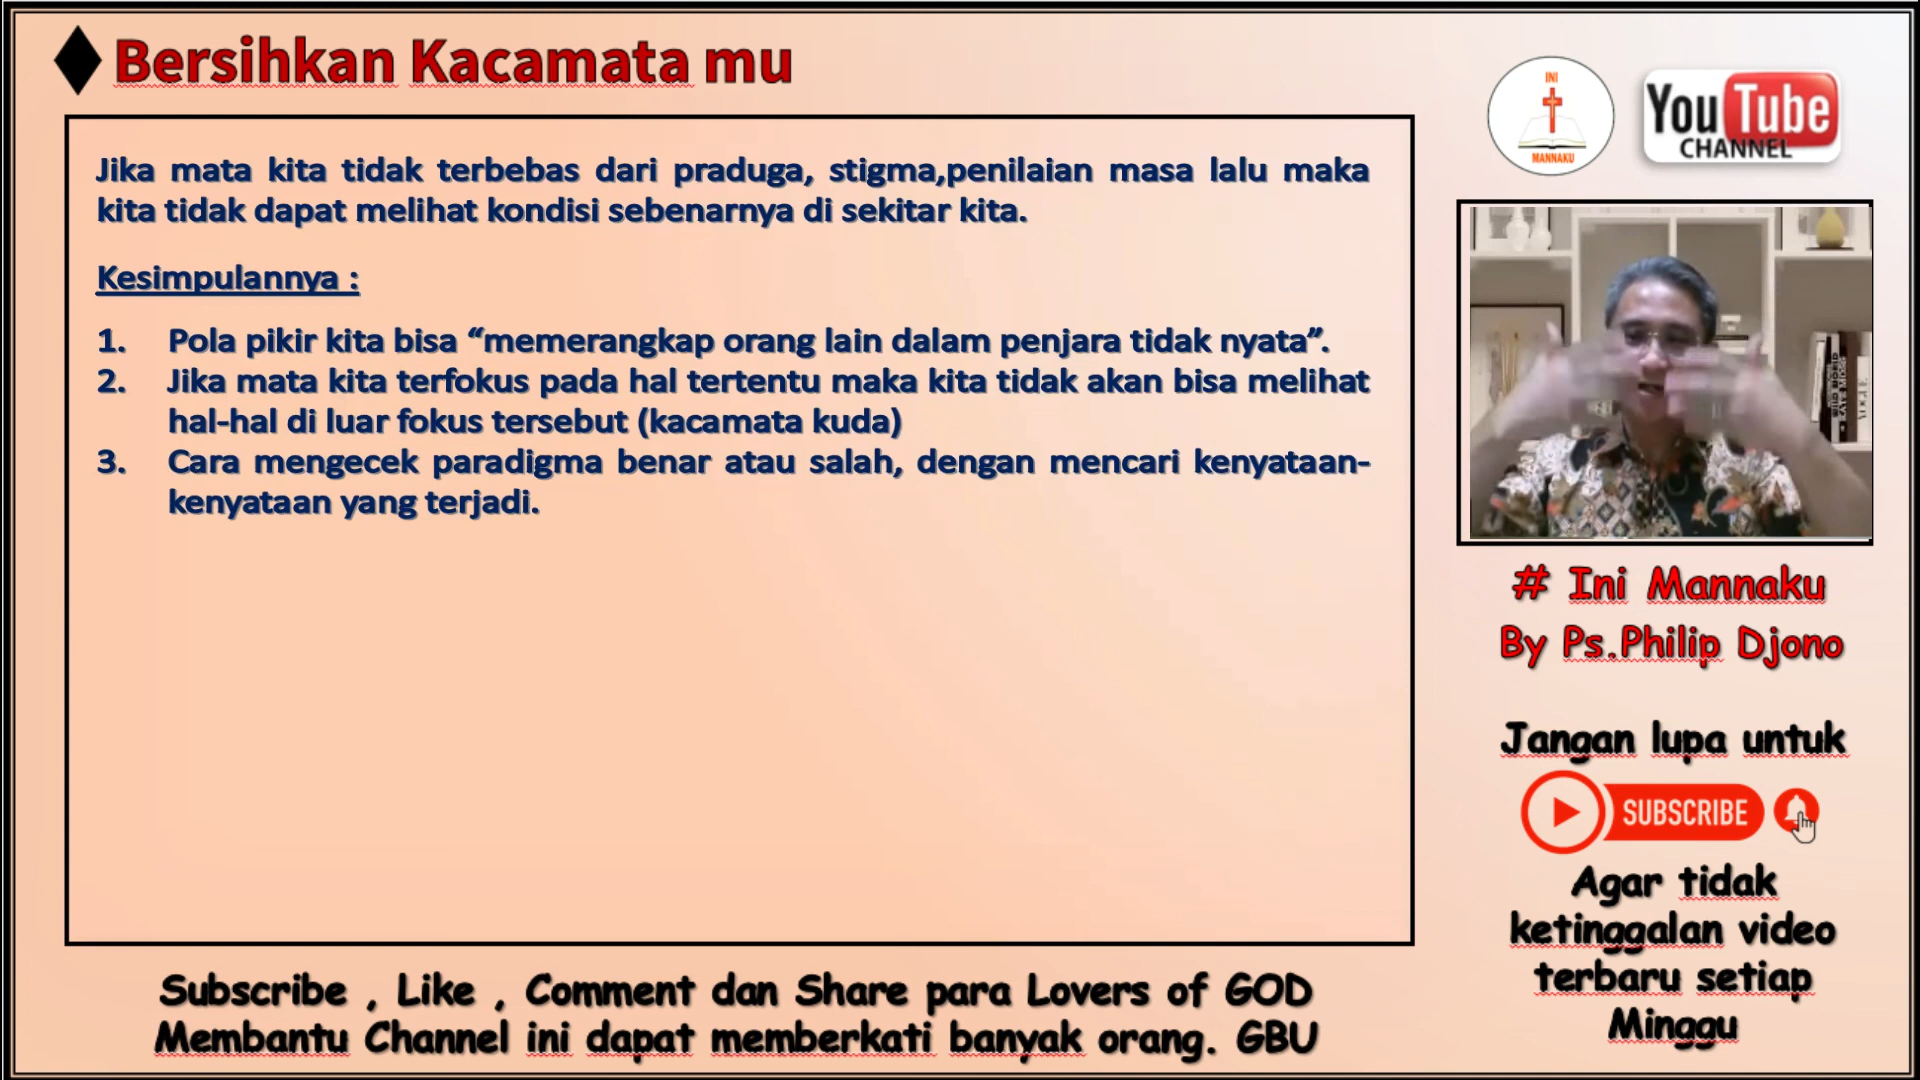 Bersihkan Kacamata mu
Jika mata kita tidak terbebas dari praduga, stigma,penilaian masa lalu maka
kita tidak dapat melihat kondisi sebenarnya di sekitar kita.
Kesimpulannya :
1. Pola pikir kita bisa “memerangkap orang lain dalam penjara tidak nyata”.
2. Jika mata kita terfokus pada hal tertentu maka kita tidak akan bisa melihat
hal-hal di luar fokus tersebut (kacamata kuda)
3. Cara mengecek paradigma benar atau salah, dengan mencari kenyataan-
kenyataan yang terjadi.
Subscribe , Like , Comment dan Share para Lovers of GOD
Membantu Channel ini dapat memberkati banyak orang. GBU
INI
MANNAKU
YouTube
CHANNEL
# Ini Mannaku
By Ps.Philip Djono
Jangan lupa untuk
SUBSCRIBE
Agar tidak
ketinggalan video
terbaru setiap
Minggu